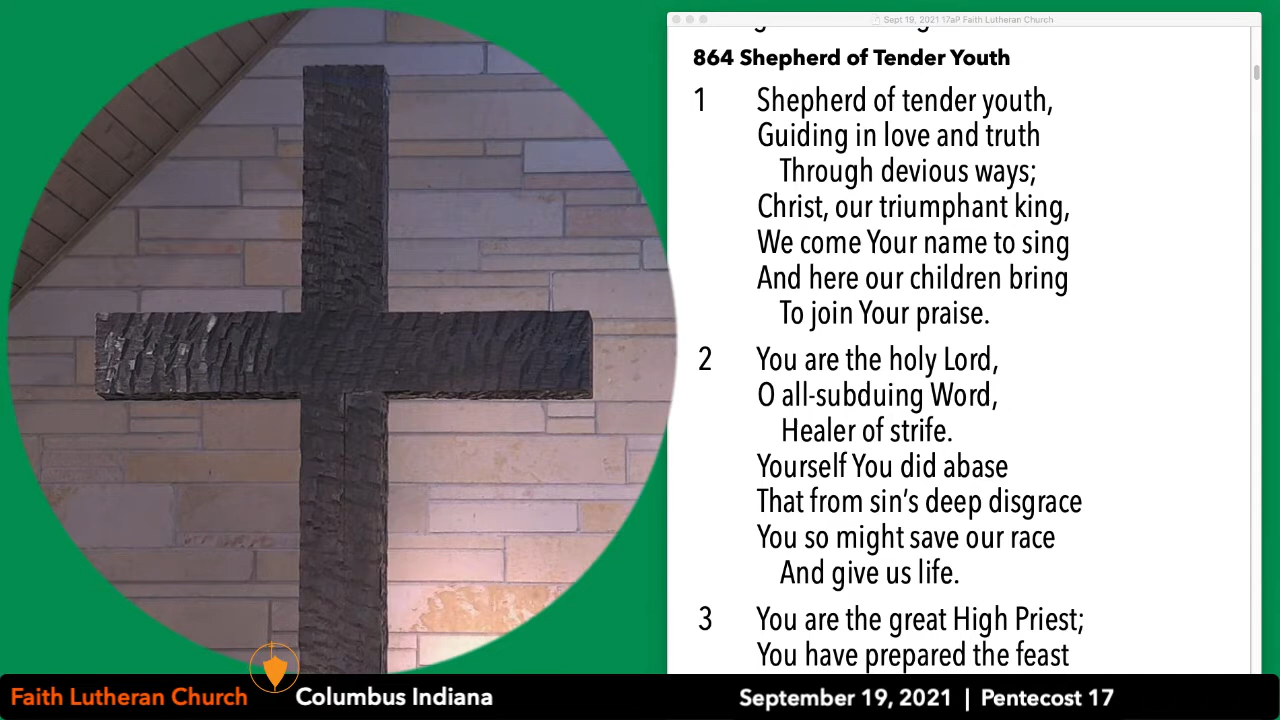 Sept 19, 2021 17aP Faith Lutheran Church
864 Shepherd of Tender Youth
1 Shepherd of tender youth,
Guiding in love and truth
Through devious ways;
Christ, our triumphant king,
We come Your name to sing
And here our children bring
To join Your praise.
2 You are the holy Lord,
O all-subduing Word,
Healer of strife.
Yourself You did abase
That from sin's deep disgrace
You so might save our race
And give us life.
3 You are the great High Priest;
You have prepared the feast
Faith Lutheran Church Columbus Indiana September 19, 2021 | Pentecost 17